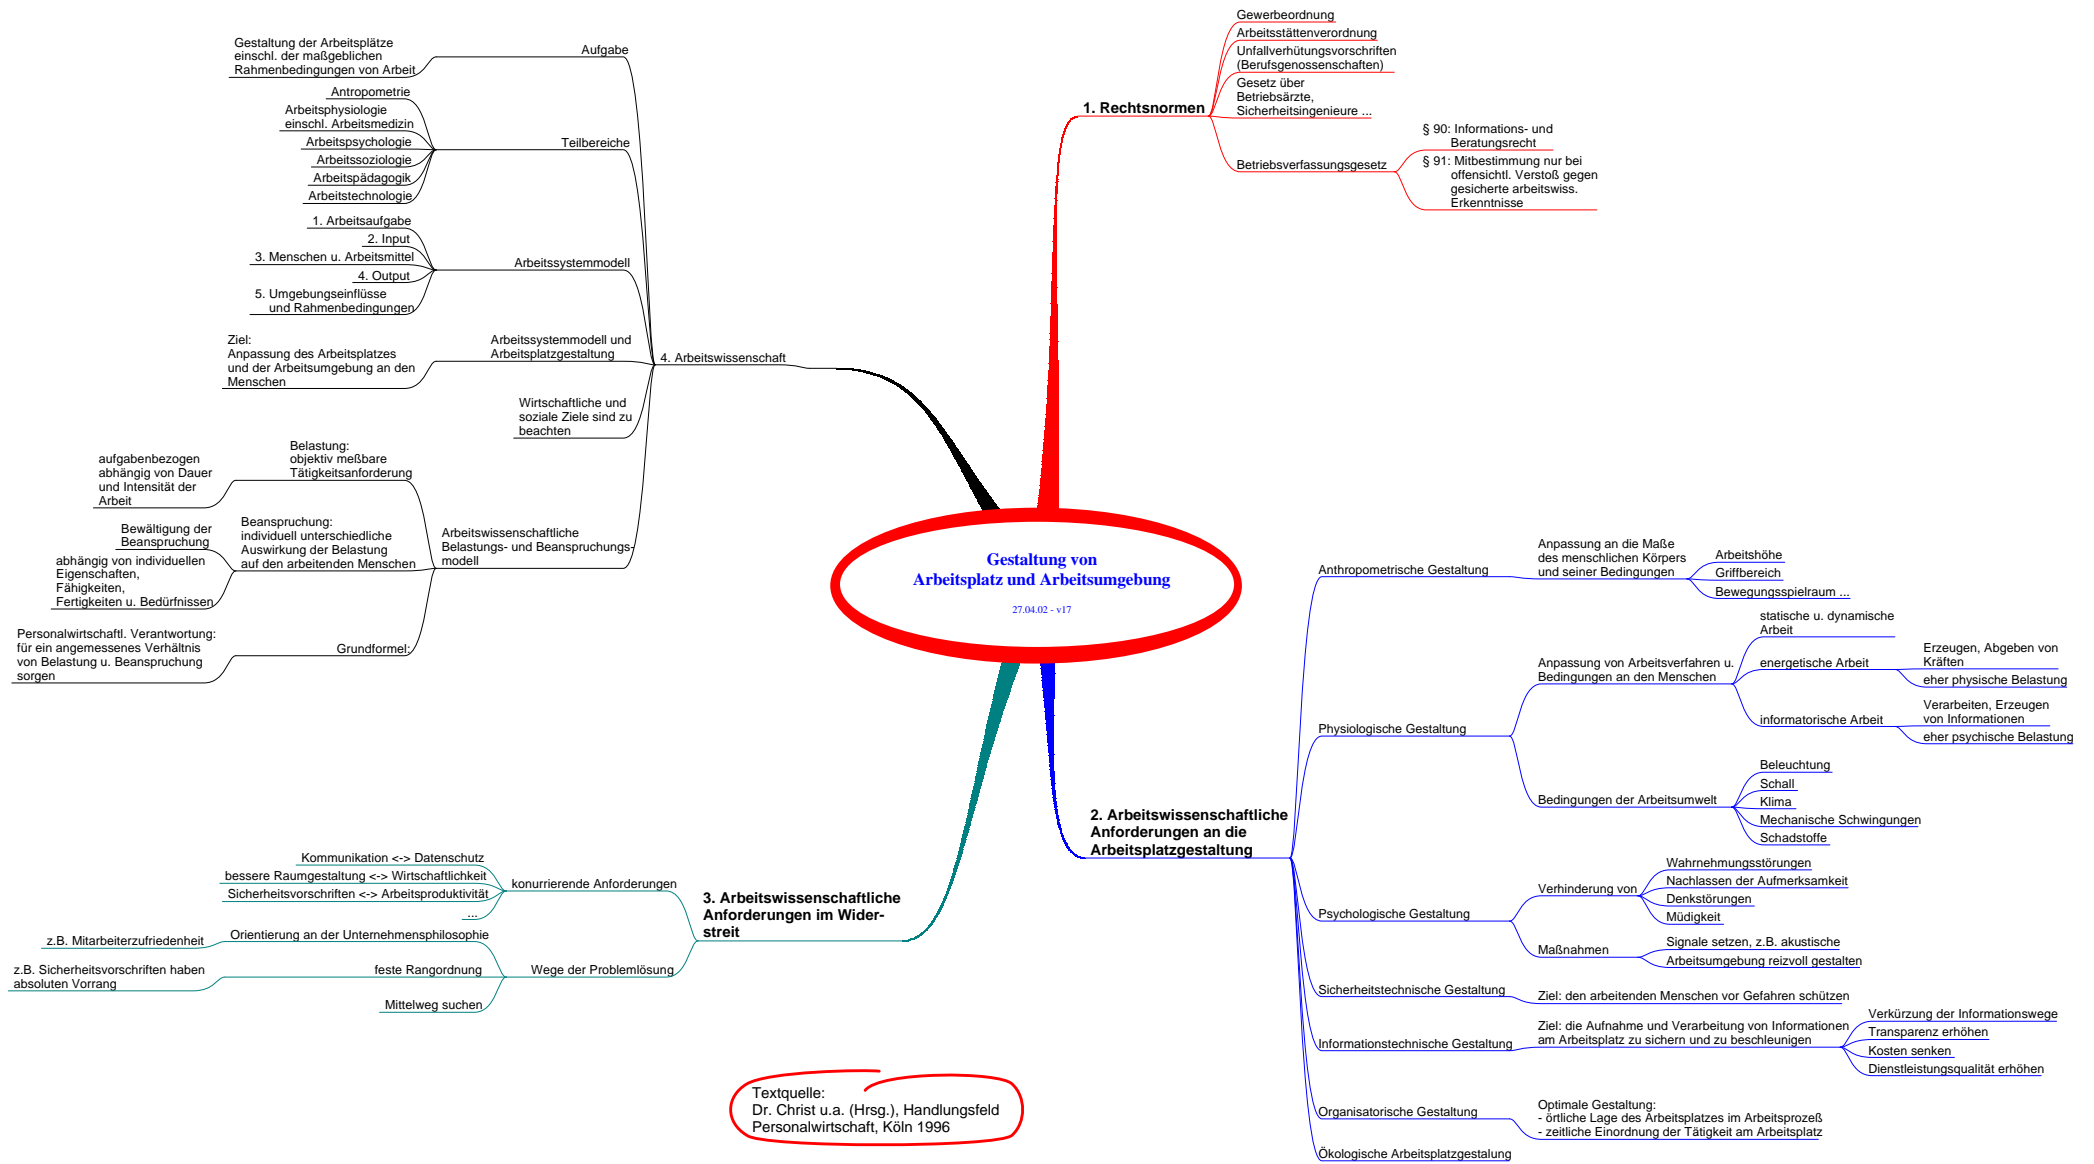 Gestaltung von
Arbeitsplatz und Arbeitsumgebung
27.04.02 - v17
1. Rechtsnormen
Gewerbeordnung
Arbeitsstättenverordnung
Unfallverhütungsvorschriften
(Berufsgenossenschaften)
Gesetz über
Betriebsärzte,
Sicherheitsingenieure ...
Betriebsverfassungsgesetz
§ 90: Informations- und
Beratungsrecht
§ 91: Mitbestimmung nur bei
offensichtl. Verstoß gegen
gesicherte arbeitswiss.
Erkenntnisse
2. Arbeitswissenschaftliche
Anforderungen an die
Arbeitsplatzgestaltung
Anthropometrische Gestaltung
Anpassung an die Maße
des menschlichen Körpers
und seiner Bedingungen
Arbeitshöhe
Griffbereich
Bewegungsspielraum ...
Physiologische Gestaltung
Anpassung von Arbeitsverfahren u.
Bedingungen an den Menschen
statische u. dynamische
Arbeit
energetische Arbeit
Erzeugen, Abgeben von
Kräften
eher physische Belastung
informatorische Arbeit
Verarbeiten, Erzeugen
von Informationen
eher psychische Belastung
Bedingungen der Arbeitsumwelt
Beleuchtung
Schall
Klima
Mechanische Schwingungen
Schadstoffe
Psychologische Gestaltung
Verhinderung von
Wahrnehmungsstörungen
Nachlassen der Aufmerksamkeit
Denkstörungen
Müdigkeit
Maßnahmen
Signale setzen, z.B. akustische
Arbeitsumgebung reizvoll gestalten
Sicherheitstechnische Gestaltung
Ziel: den arbeitenden Menschen vor Gefahren schützen
Informationstechnische Gestaltung
Ziel: die Aufnahme und Verarbeitung von Informationen
am Arbeitsplatz zu sichern und zu beschleunigen
Verkürzung der Informationswege
Transparenz erhöhen
Kosten senken
Dienstleistungsqualität erhöhen
Organisatorische Gestaltung
Optimale Gestaltung:
- örtliche Lage des Arbeitsplatzes im Arbeitsprozeß
- zeitliche Einordnung der Tätigkeit am Arbeitsplatz
Ökologische Arbeitsplatzgestalung
3. Arbeitswissenschaftliche
Anforderungen im Wider-
streit
konurrierende Anforderungen
Kommunikation <-> Datenschutz
bessere Raumgestaltung <-> Wirtschaftlichkeit
Sicherheitsvorschriften <-> Arbeitsproduktivität
...
Wege der Problemlösung
Orientierung an der Unternehmensphilosophie
z.B. Mitarbeiterzufriedenheit
feste Rangordnung
z.B. Sicherheitsvorschriften haben
absoluten Vorrang
Mittelweg suchen
4. Arbeitswissenschaft
Aufgabe
Gestaltung der Arbeitsplätze
einschl. der maßgeblichen
Rahmenbedingungen von Arbeit
Teilbereiche
Antropometrie
Arbeitsphysiologie
einschl. Arbeitsmedizin
Arbeitspsychologie
Arbeitssoziologie
Arbeitspädagogik
Arbeitstechnologie
Arbeitssystemmodell
1. Arbeitsaufgabe
2. Input
3. Menschen u. Arbeitsmittel
4. Output
5. Umgebungseinflüsse
und Rahmenbedingungen
Arbeitssystemmodell und
Arbeitsplatzgestaltung
Ziel:
Anpassung des Arbeitsplatzes
und der Arbeitsumgebung an den
Menschen
Wirtschaftliche und
soziale Ziele sind zu
beachten
Arbeitswissenschaftliche
Belastungs- und Beanspruchungs-
modell
Belastung:
objektiv meßbare
Tätigkeitsanforderung
aufgabenbezogen
abhängig von Dauer
und Intensität der
Arbeit
Beanspruchung:
individuell unterschiedliche
Auswirkung der Belastung
auf den arbeitenden Menschen
Bewältigung der
Beanspruchung
abhängig von individuellen
Eigenschaften,
Fähigkeiten,
Fertigkeiten u. Bedürfnissen
Grundformel:
Personalwirtschaftl. Verantwortung:
für ein angemessenes Verhältnis
von Belastung u. Beanspruchung
sorgen
Textquelle:
Dr. Christ u.a. (Hrsg.), Handlungsfeld
Personalwirtschaft, Köln 1996